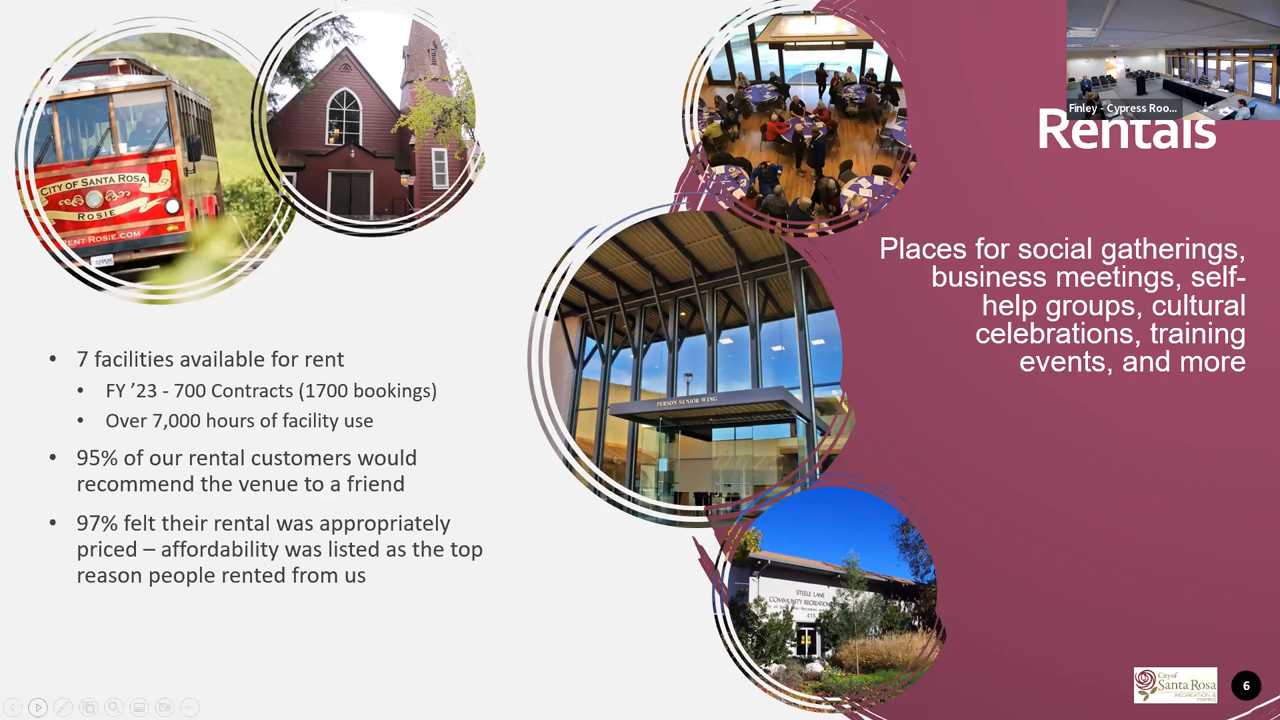 CITY OF SANTA ROSA
ROSIE
RENT ROSIE.COM
Finley - Cypress Roo...
Rentals
Places for social gatherings,
business meetings, self-
help groups, cultural
celebrations, training
events, and more
• 7 facilities available for rent
• FY ’23 - 700 Contracts (1700 bookings)
• Over 7,000 hours of facility use
• 95% of our rental customers would
recommend the venue to a friend
• 97% felt their rental was appropriately
priced – affordability was listed as the top
reason people rented from us
PERSON SENIOR WING
STEELE LANE
COMMUNITY RECREATION
City of
Santa Rosa
RECREATION &
PARKS
6